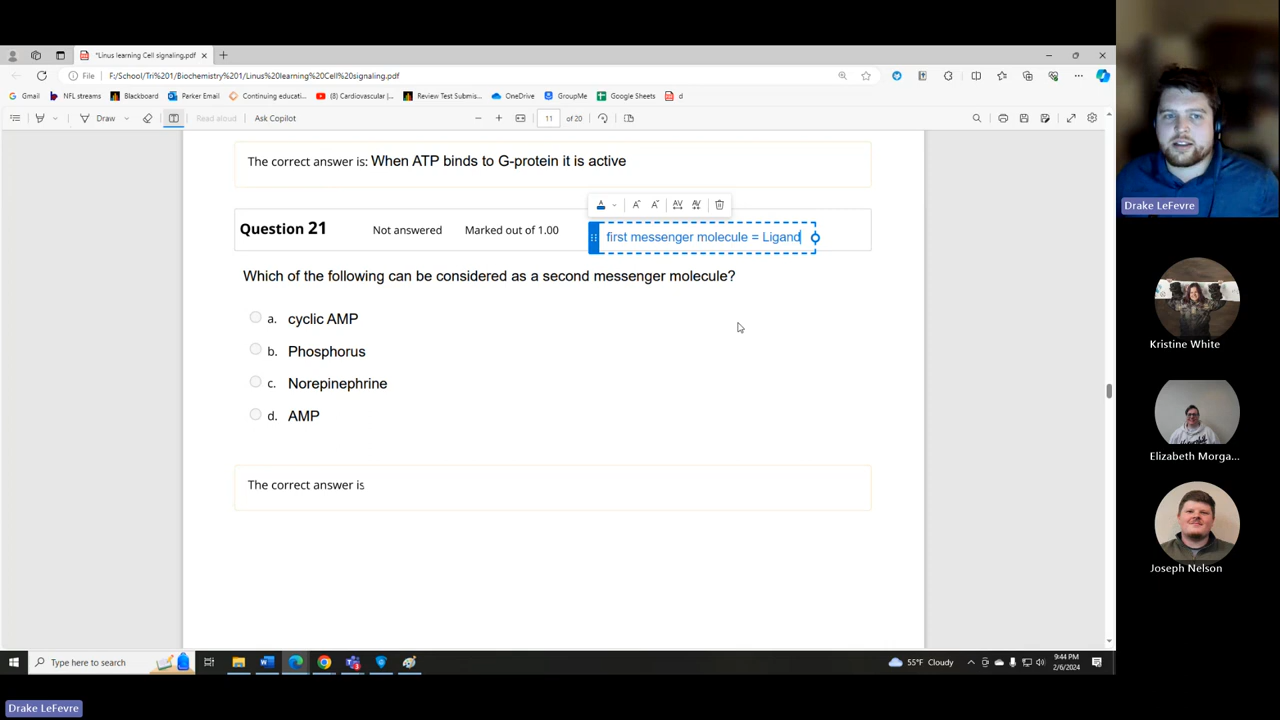 *Linus learning Cell signaling.pdf
File F:/School/Tri%201/Biochemistry%201/Linus%20learning%20Cell%20signaling.pdf
Gmail NFL streams Blackboard Parker Email Continuing educati... (8) Cardiovascular |... Review Test Submis... OneDrive GroupMe Google Sheets d
Draw Read aloud Ask Copilot 11 of 20
The correct answer is: When ATP binds to G-protein it is active
Question 21 Not answered Marked out of 1.00 first messenger molecule = Ligand
Which of the following can be considered as a second messenger molecule?
a. cyclic AMP
b. Phosphorus
c. Norepinephrine
d. AMP
The correct answer is
Drake LeFevre
Kristine White
Elizabeth Morga...
Joseph Nelson
Type here to search
55°F Cloudy
9:44 PM
2/6/2024
Drake LeFevre